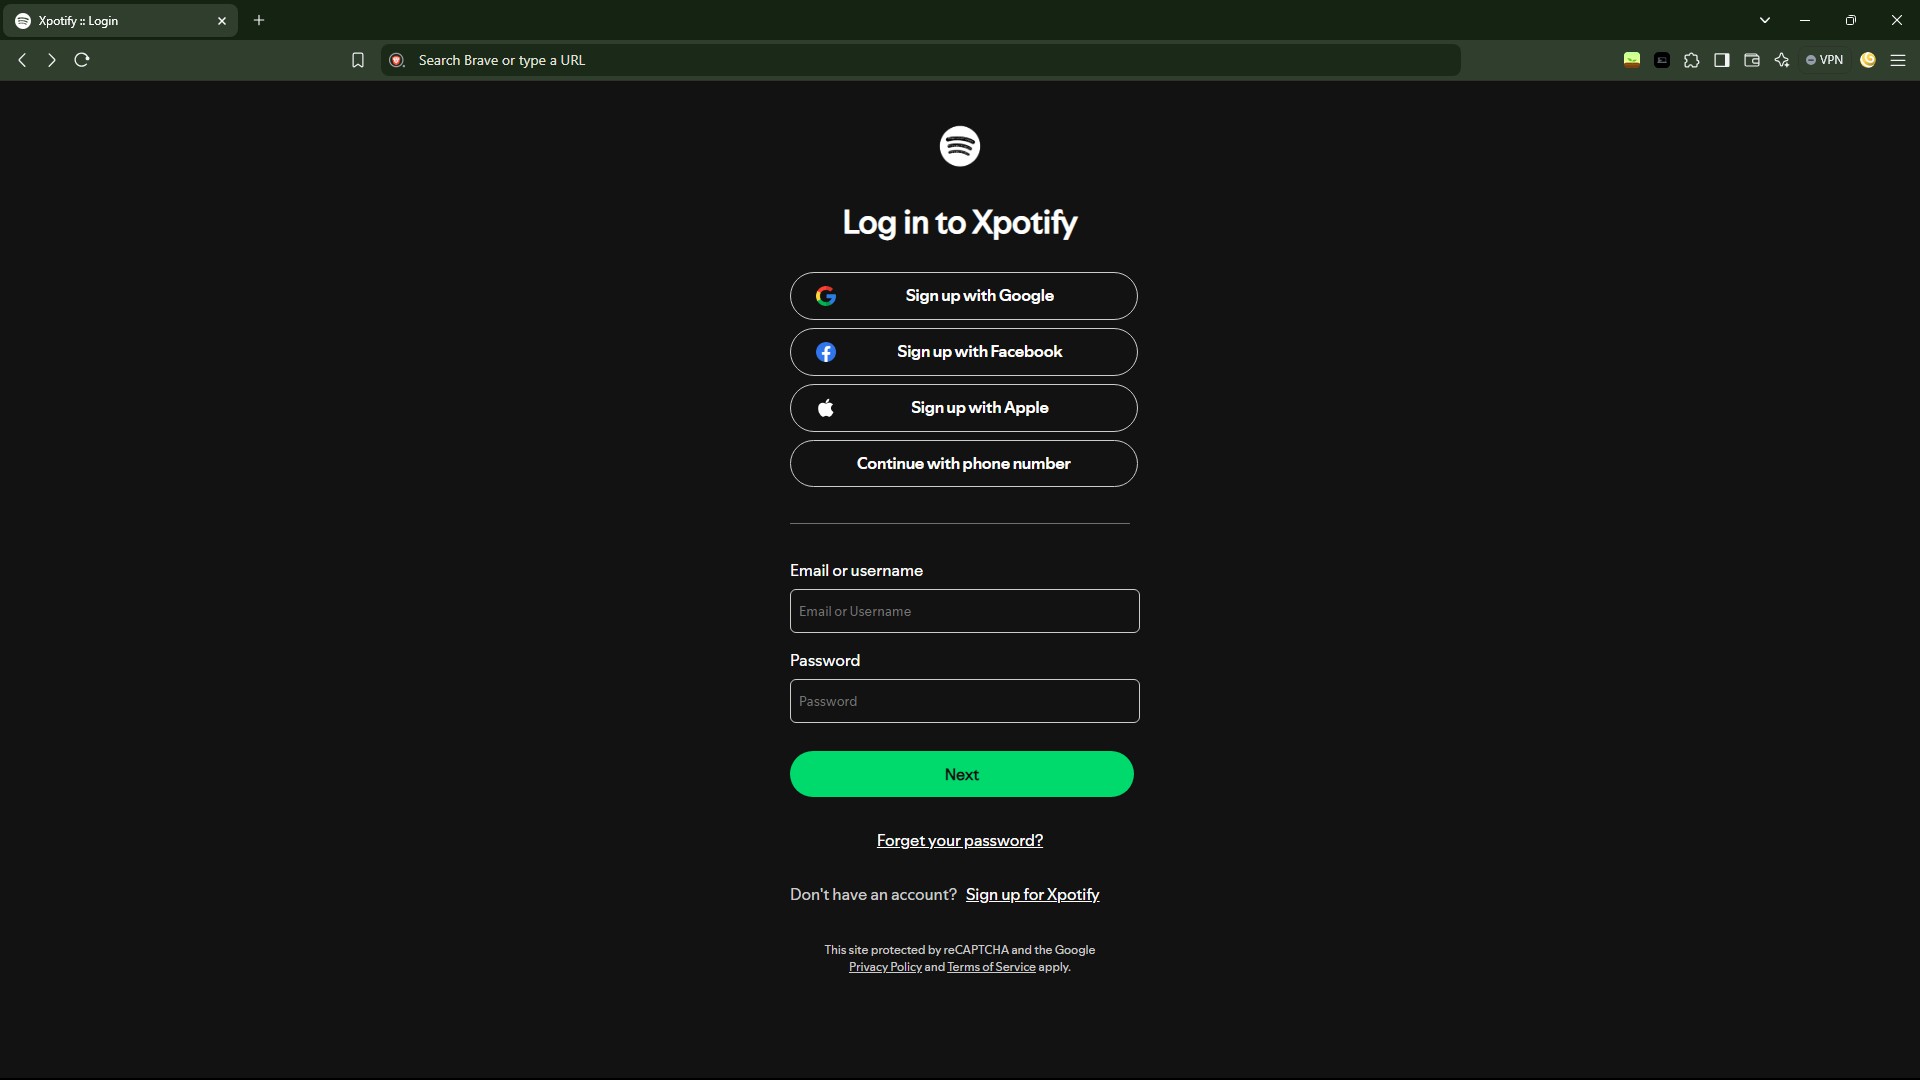 Xpotify :: Login
Search Brave or type a URL
VPN
Log in to Xpotify
Sign up with Google
Sign up with Facebook
Sign up with Apple
Continue with phone number
Email or username
Email or Username
Password
Password
Next
Forget your password?
Don't have an account? Sign up for Xpotify
This site protected by reCAPTCHA and the Google
Privacy Policy and Terms of Service apply.